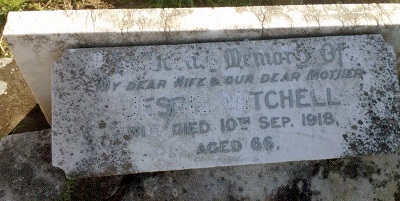 Memory Of
My Dear Wife & Our Dear Mother
Died 10th Sep. 1918.
Aged 66.